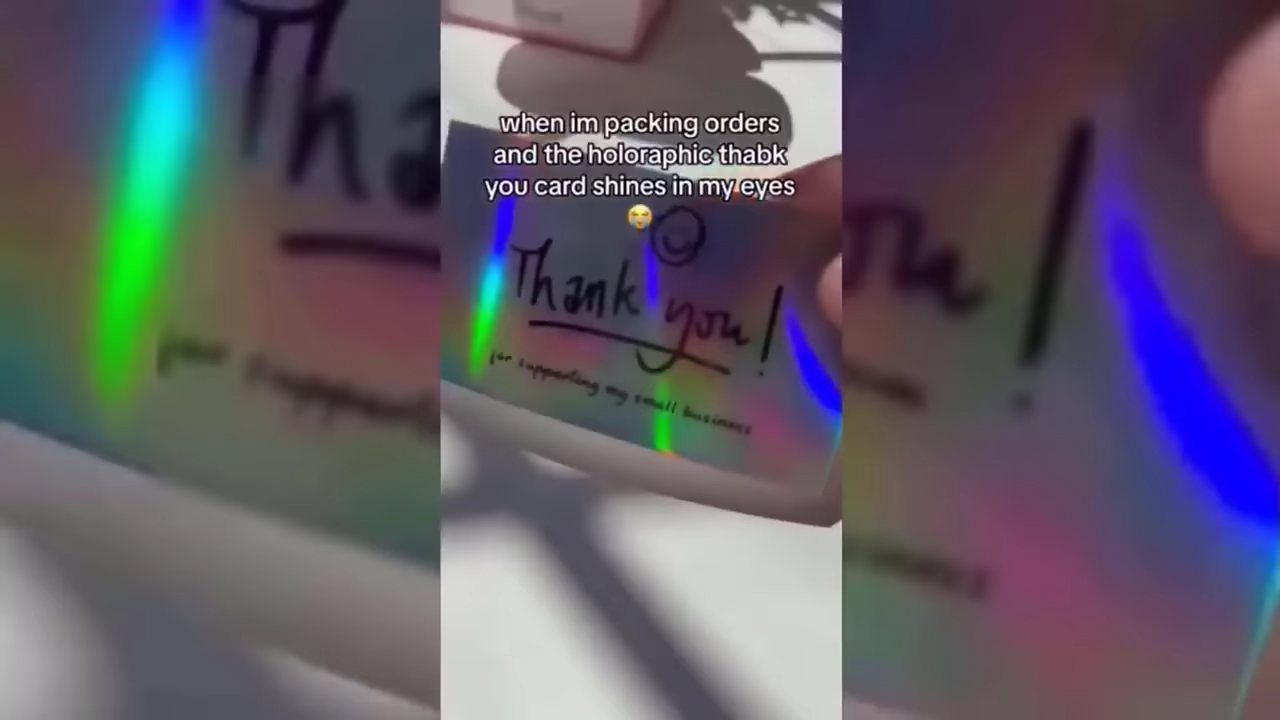 when im packing orders
and the holoraphic thabk
you card shines in my eyes
😭
Thank you!
for supporting my small business